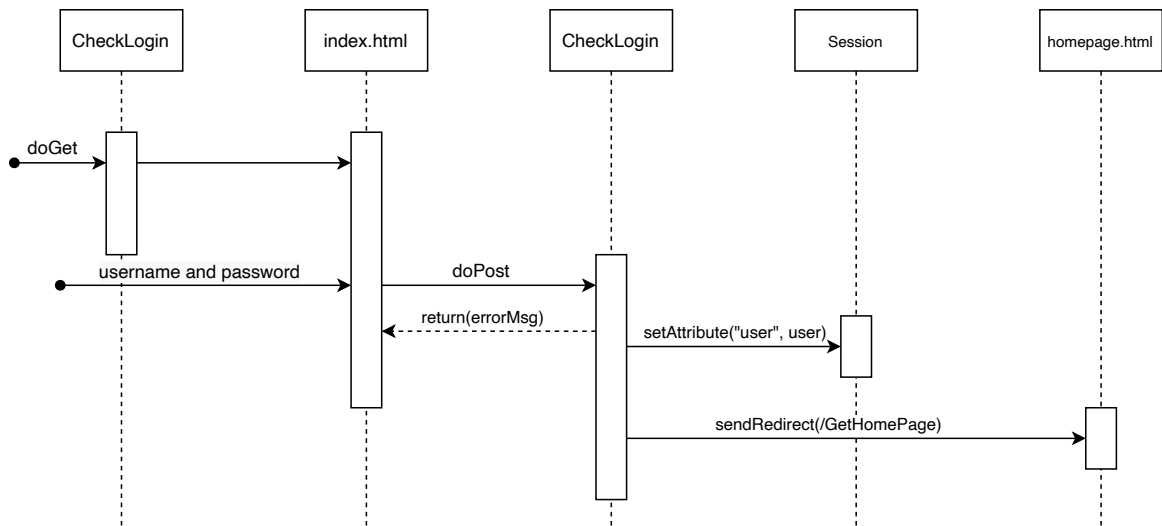 CheckLogin
index.html
CheckLogin
Session
homepage.html
doGet
username and password
doPost
return(errorMsg)
setAttribute("user", user)
sendRedirect(/GetHomePage)